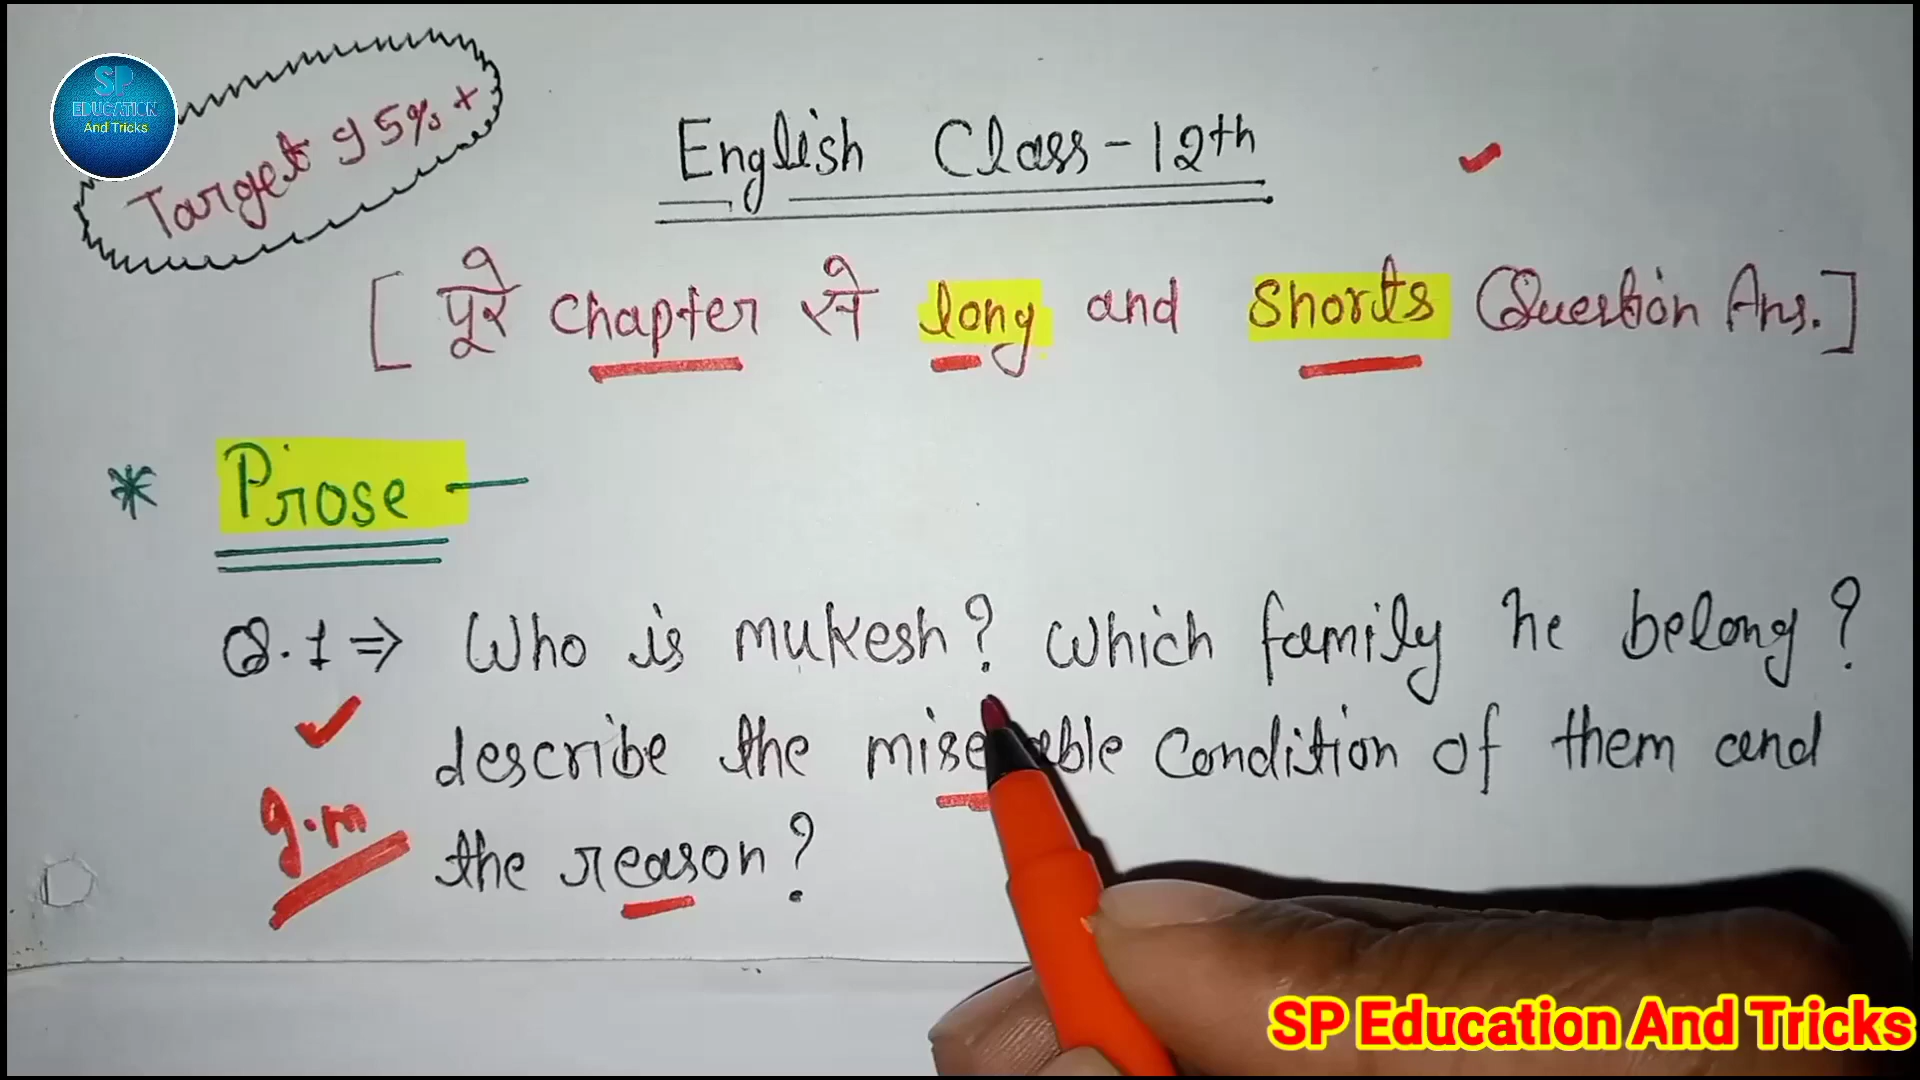 SP
EDUCATION
And Tricks
Target 95% +
English Class-12th
[ पूरे chapter से long and Shorts Question Ans. ]
* Prose —
Q.1 ⇒ Who is mukesh? Which family he belong?
describe the miserable Condition of them and
the reason?
g.m
SP Education And Tricks